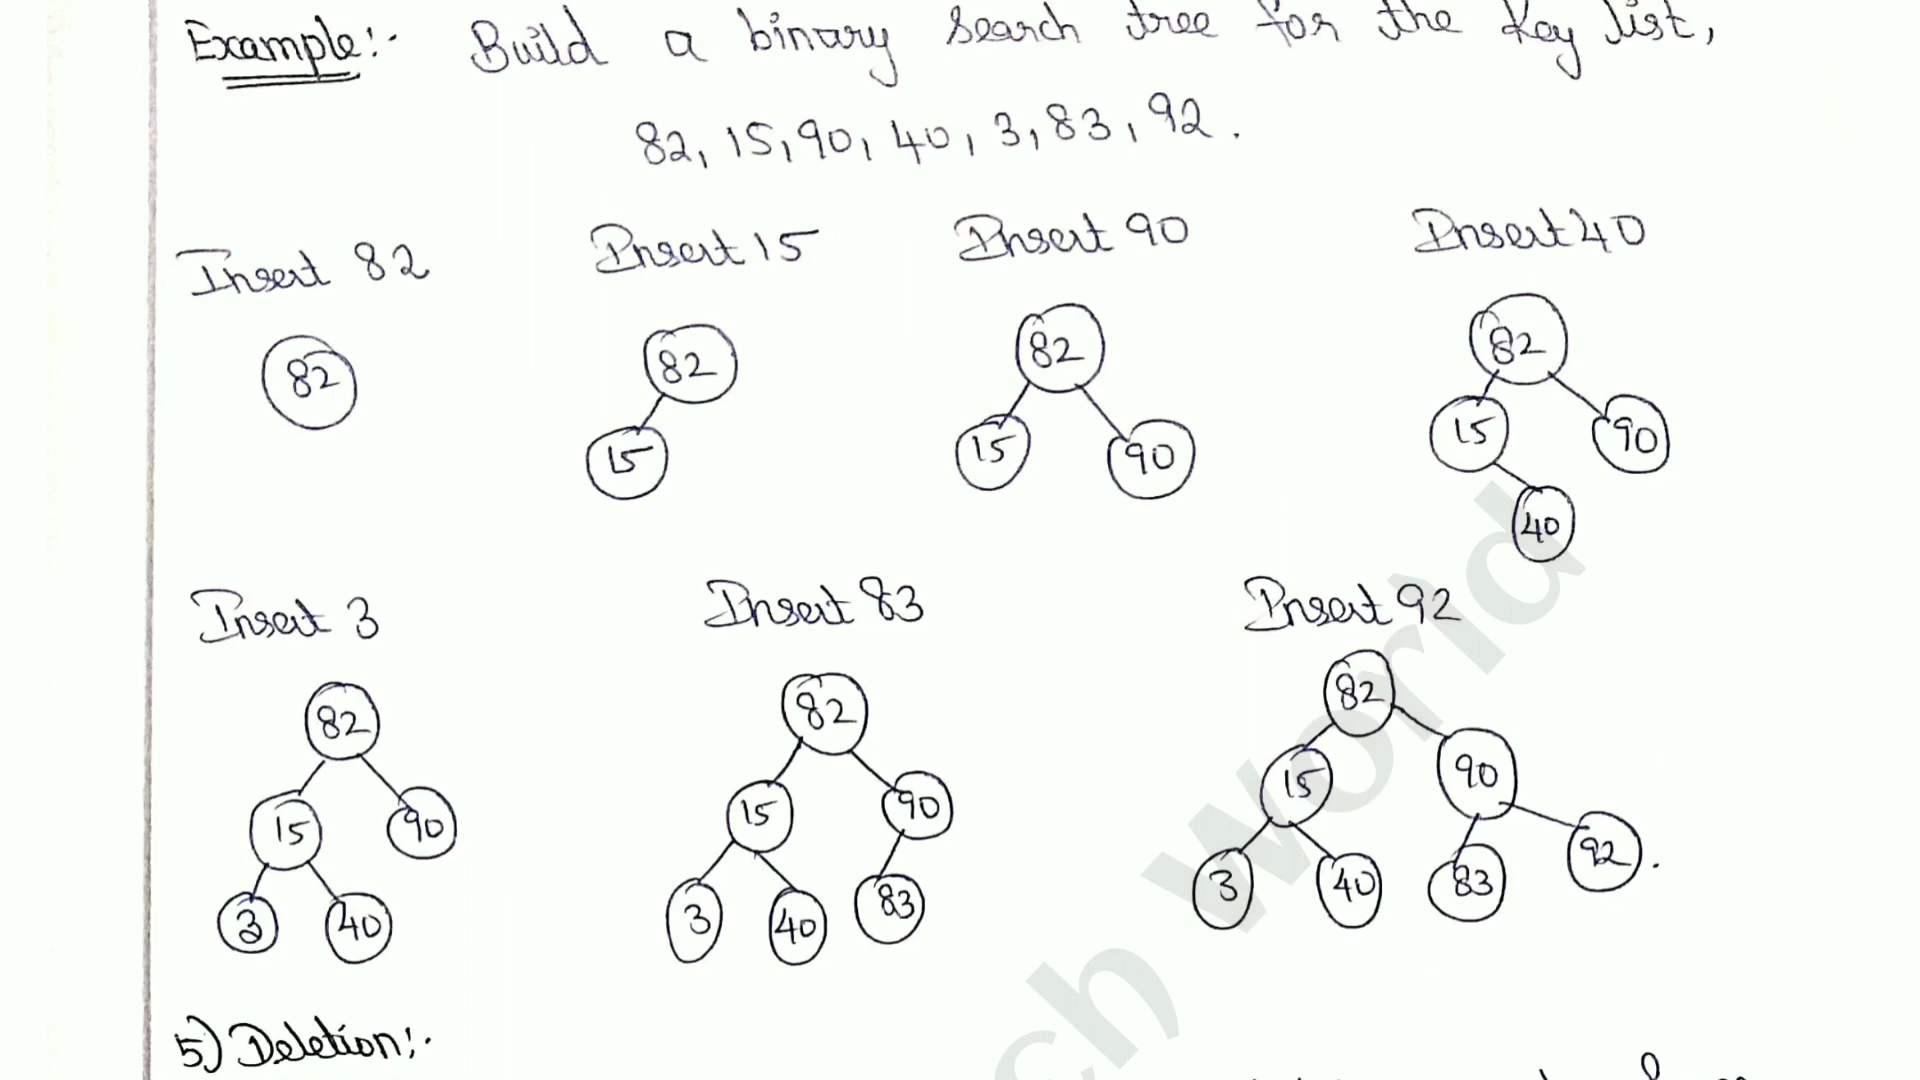 Example:- Build a binary search tree for the key list,
82, 15, 90, 40, 3, 83, 92.
Insert 82 Insert 15 Insert 90 Insert 40
82
82
15
82
15 90
82
15 90
40
Insert 3 Insert 83 Insert 92
82
15 90
3 40
82
15 90
3 40 83
82
15 90
3 40 83 92.
5) Deletion:-
ch world